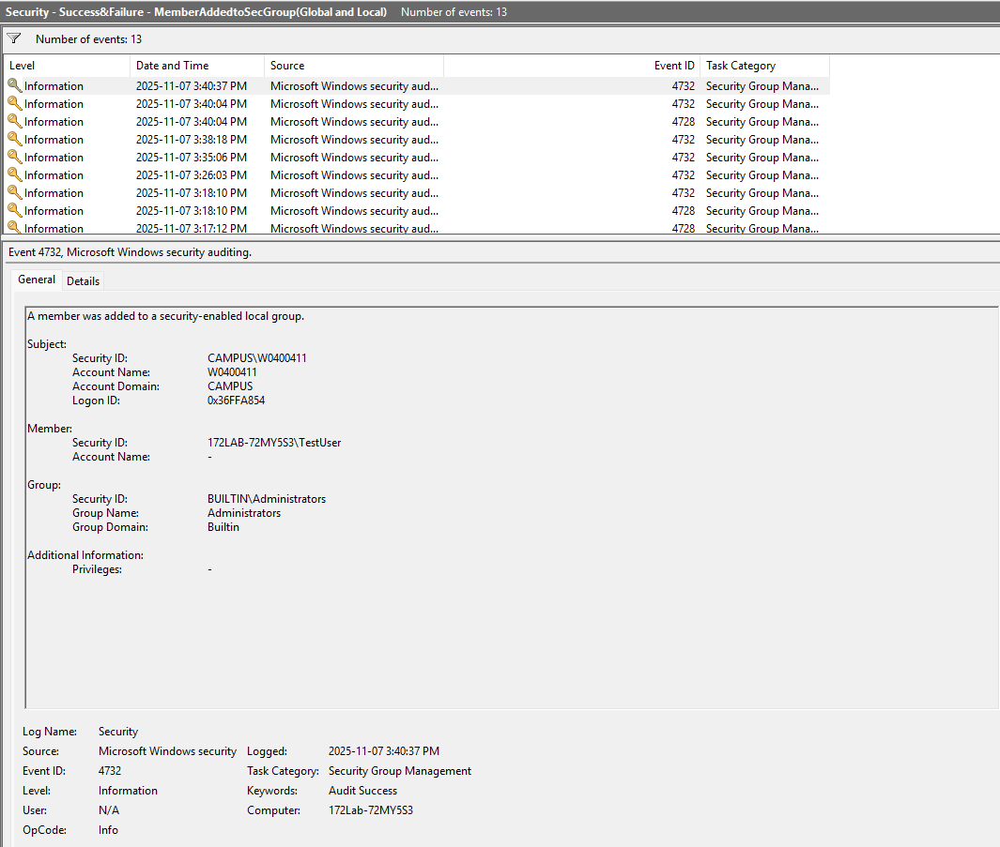 Security - Success&Failure - MemberAddedtoSecGroup(Global and Local) Number of events: 13
Number of events: 13
Level Date and Time Source Event ID Task Category
Information 2025-11-07 3:40:37 PM Microsoft Windows security aud... 4732 Security Group Mana...
Information 2025-11-07 3:40:04 PM Microsoft Windows security aud... 4732 Security Group Mana...
Information 2025-11-07 3:40:04 PM Microsoft Windows security aud... 4728 Security Group Mana...
Information 2025-11-07 3:38:18 PM Microsoft Windows security aud... 4732 Security Group Mana...
Information 2025-11-07 3:35:06 PM Microsoft Windows security aud... 4732 Security Group Mana...
Information 2025-11-07 3:26:03 PM Microsoft Windows security aud... 4732 Security Group Mana...
Information 2025-11-07 3:18:10 PM Microsoft Windows security aud... 4732 Security Group Mana...
Information 2025-11-07 3:18:10 PM Microsoft Windows security aud... 4728 Security Group Mana...
Information 2025-11-07 3:17:12 PM Microsoft Windows security aud... 4728 Security Group Mana...
Event 4732, Microsoft Windows security auditing.
General Details
A member was added to a security-enabled local group.
Subject:
Security ID: CAMPUS\W0400411
Account Name: W0400411
Account Domain: CAMPUS
Logon ID: 0x36FFA854
Member:
Security ID: 172LAB-72MY5S3\TestUser
Account Name: -
Group:
Security ID: BUILTIN\Administrators
Group Name: Administrators
Group Domain: Builtin
Additional Information:
Privileges: -
Log Name: Security
Source: Microsoft Windows security Logged: 2025-11-07 3:40:37 PM
Event ID: 4732 Task Category: Security Group Management
Level: Information Keywords: Audit Success
User: N/A Computer: 172Lab-72MY5S3
OpCode: Info